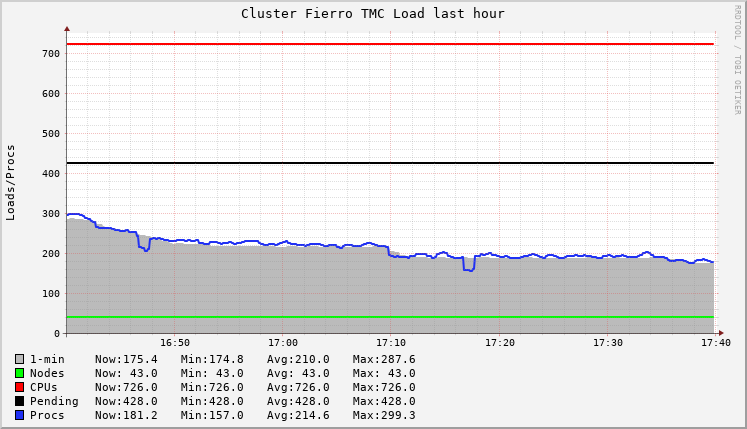 Cluster Fierro TMC Load last hour
RRDTOOL / TOBI OETIKER
Loads/Procs
700
600
500
400
300
200
100
0
16:50 17:00 17:10 17:20 17:30 17:40
1-min Now:175.4 Min:174.8 Avg:210.0 Max:287.6
Nodes Now: 43.0 Min: 43.0 Avg: 43.0 Max: 43.0
CPUs Now:726.0 Min:726.0 Avg:726.0 Max:726.0
Pending Now:428.0 Min:428.0 Avg:428.0 Max:428.0
Procs Now:181.2 Min:157.0 Avg:214.6 Max:299.3